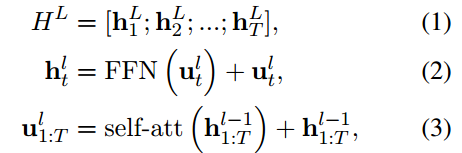 H^L = [h_1^L; h_2^L; ...; h_T^L], (1)
h_t^l = FFN (u_t^l) + u_t^l, (2)
u_{1:T}^l = self-att (h_{1:T}^{l-1}) + h_{1:T}^{l-1}, (3)